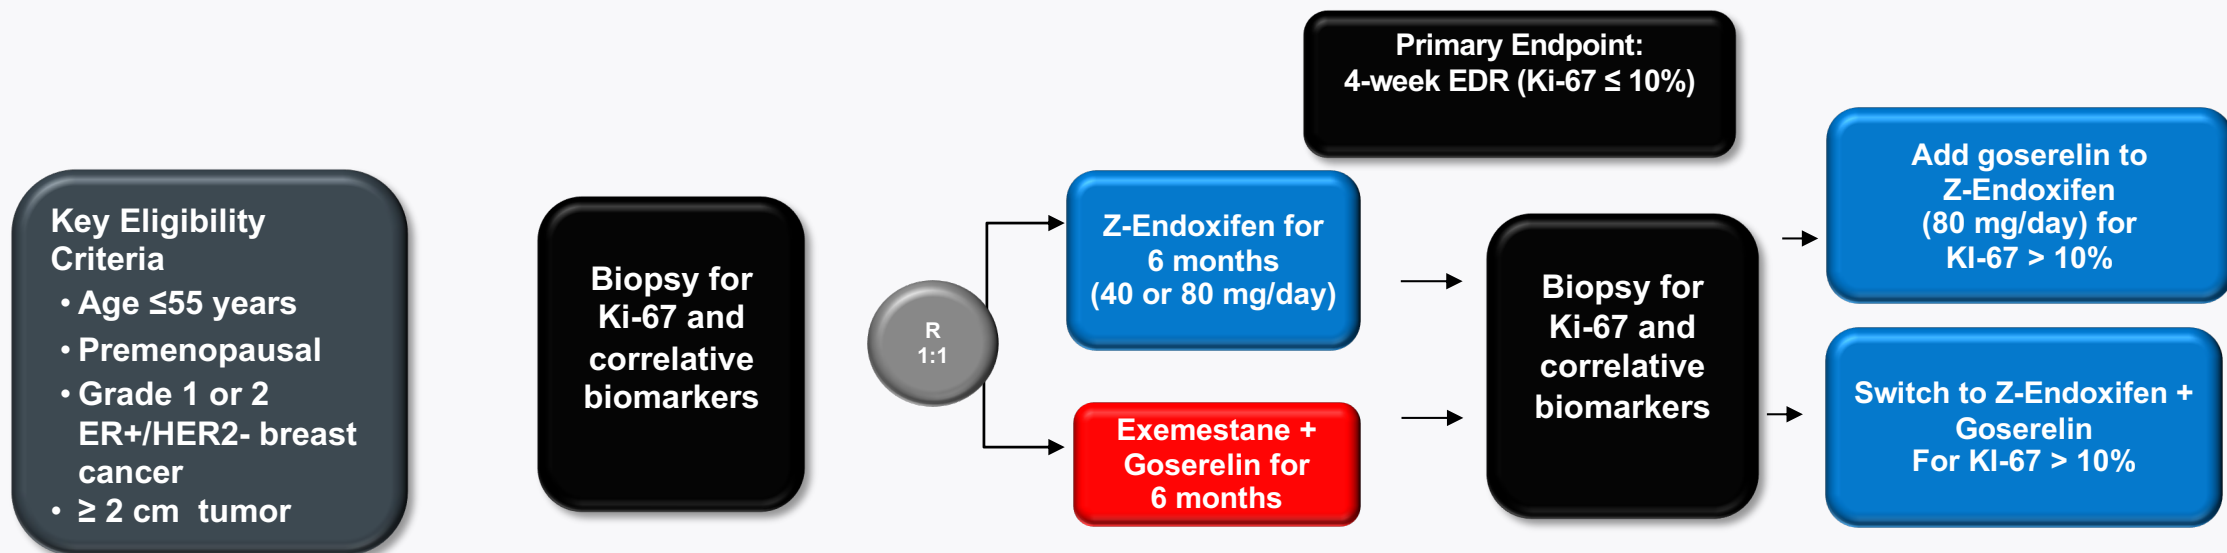 Key Eligibility
Criteria
• Age ≤55 years
• Premenopausal
• Grade 1 or 2
ER+/HER2- breast
cancer
• ≥ 2 cm tumor
Biopsy for
Ki-67 and
correlative
biomarkers
R
1:1
Z-Endoxifen for
6 months
(40 or 80 mg/day)
Exemestane +
Goserelin for
6 months
Primary Endpoint:
4-week EDR (Ki-67 ≤ 10%)
Biopsy for
Ki-67 and
correlative
biomarkers
Add goserelin to
Z-Endoxifen
(80 mg/day) for
KI-67 > 10%
Switch to Z-Endoxifen +
Goserelin
For KI-67 > 10%